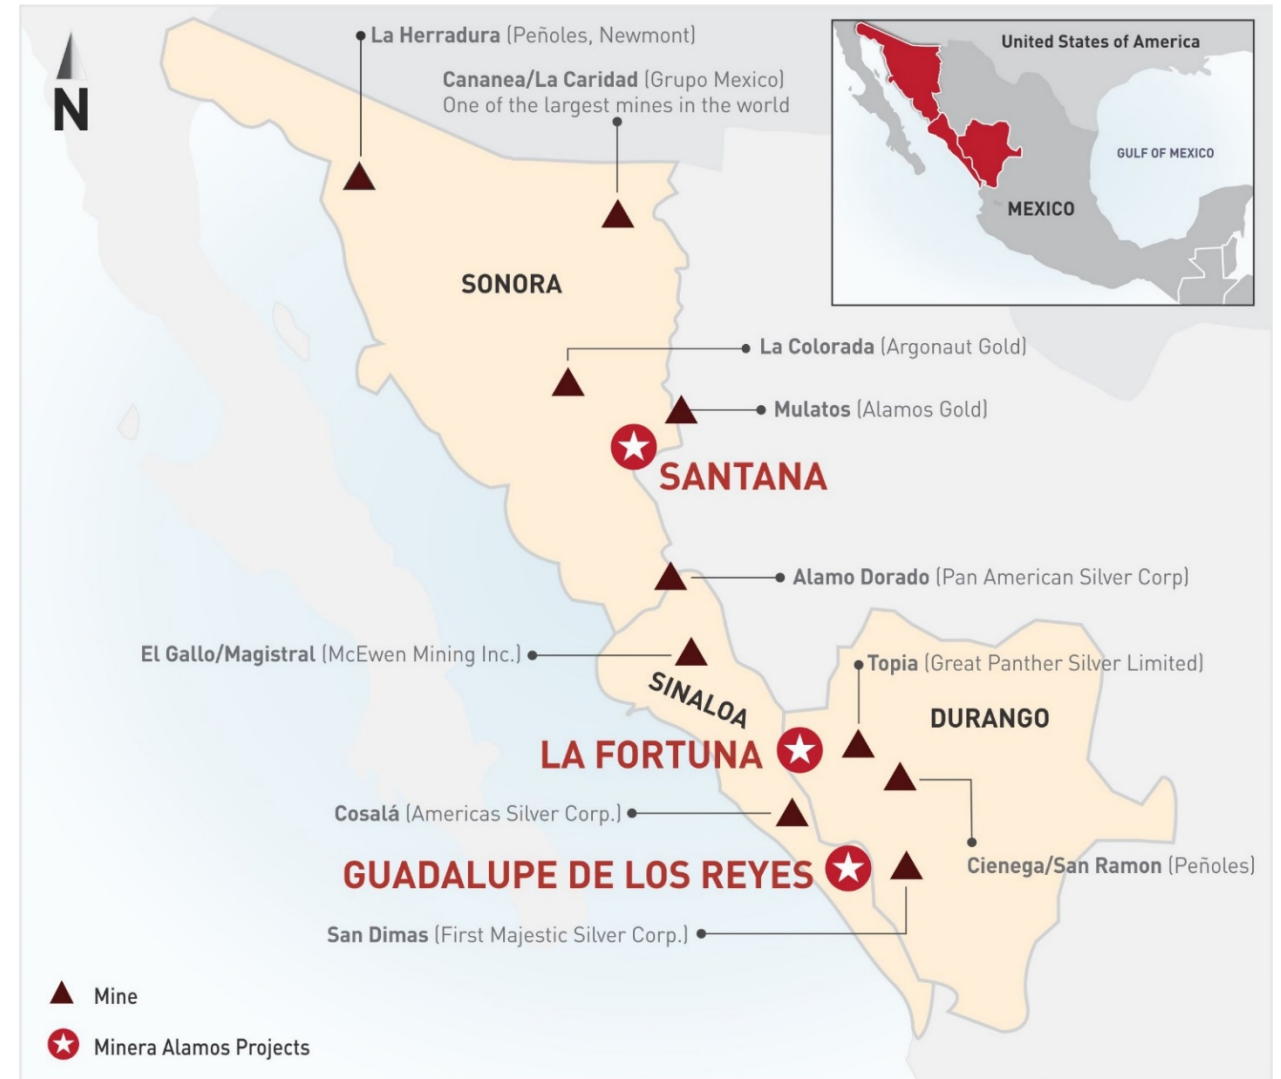 La Herradura (Peñoles, Newmont)
Cananea/La Caridad (Grupo Mexico)
One of the largest mines in the world
N
United States of America
GULF OF MEXICO
MEXICO
SONORA
La Colorada (Argonaut Gold)
Mulatos (Alamos Gold)
SANTANA
Alamo Dorado (Pan American Silver Corp)
El Gallo/Magistral (McEwen Mining Inc.)
Topia (Great Panther Silver Limited)
SINALOA
DURANGO
LA FORTUNA
Cosalá (Americas Silver Corp.)
Cienega/San Ramon (Peñoles)
GUADALUPE DE LOS REYES
San Dimas (First Majestic Silver Corp.)
Mine
Minera Alamos Projects